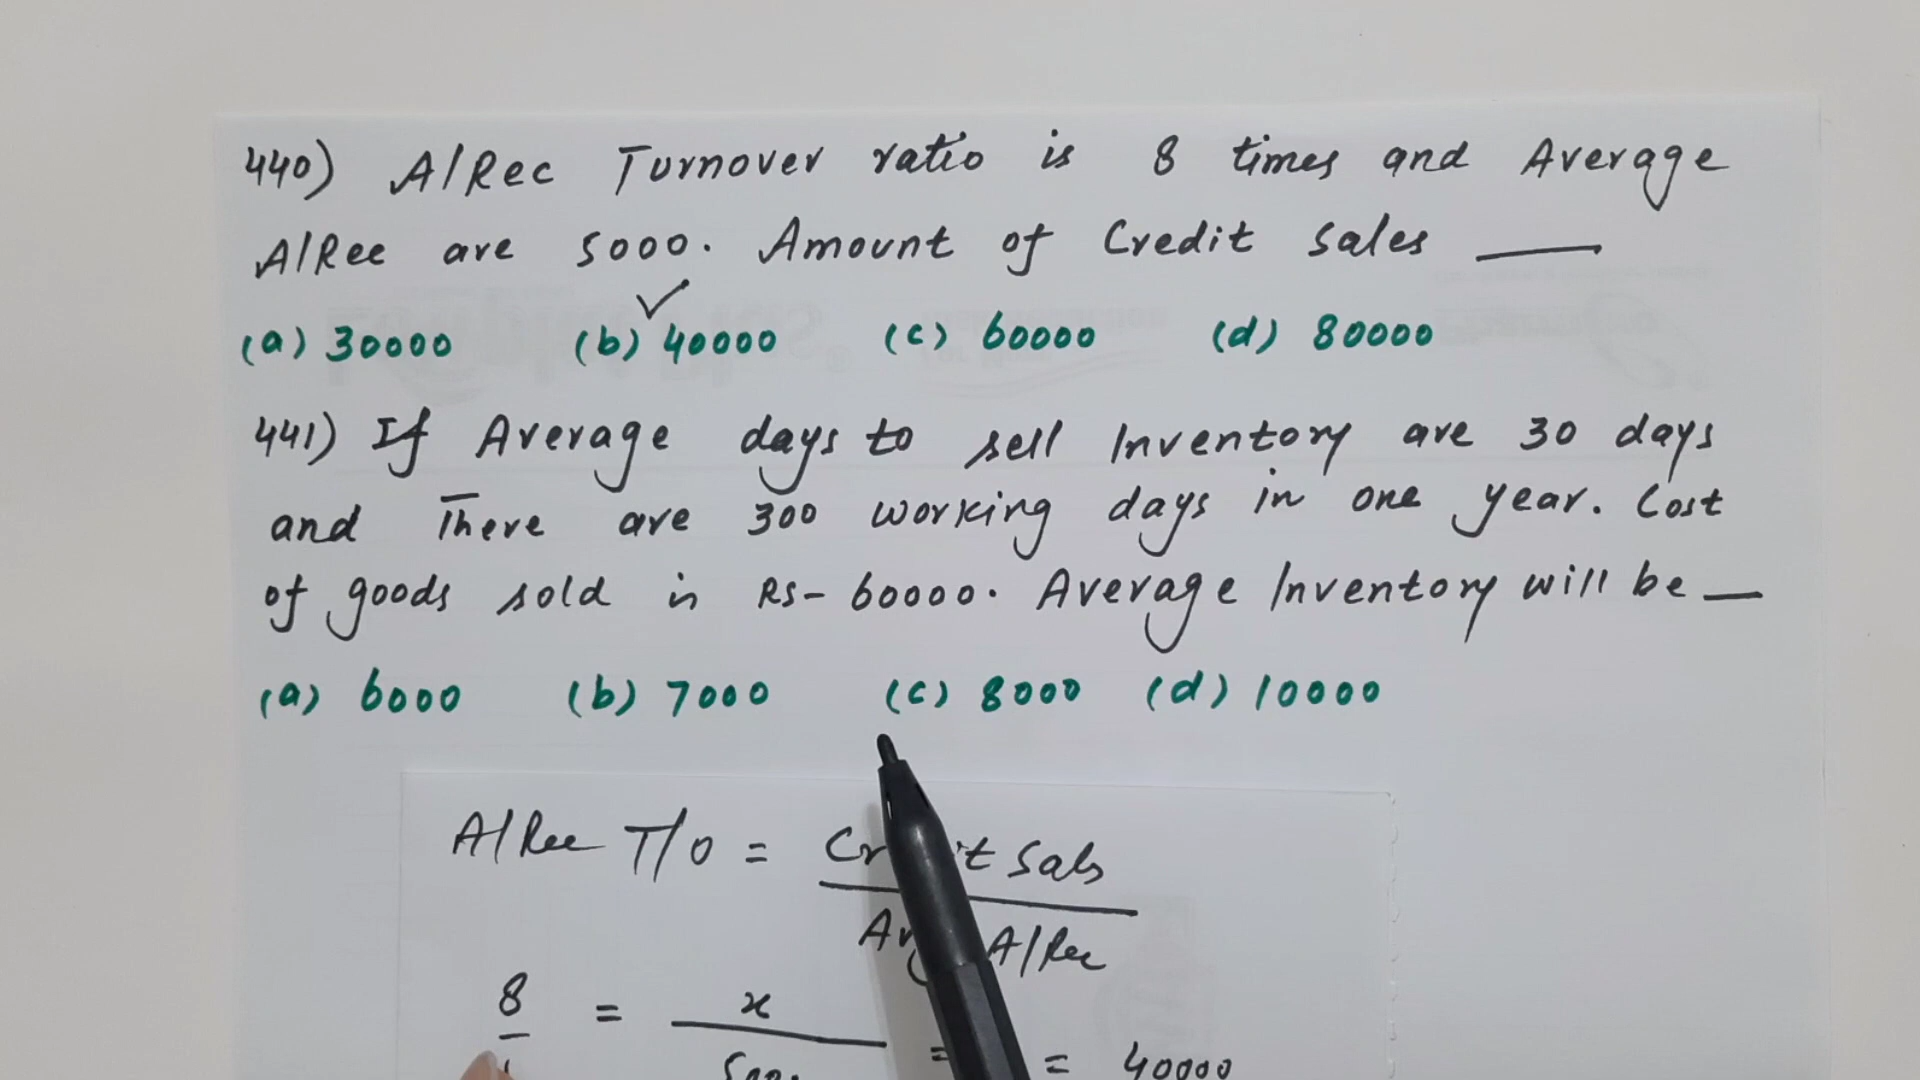 440) A/Rec Turnover ratio is 8 times and Average
A/Rec are 5000. Amount of Credit sales ___
(a) 30000 (b) 40000 (c) 60000 (d) 80000
441) If Average days to sell Inventory are 30 days
and There are 300 working days in one year. Cost
of goods sold is RS- 60000. Average Inventory will be _
(a) 6000 (b) 7000 (c) 8000 (d) 10000
A/Rec T/O =
Sals
A/Rec
8 = x
= = 40000